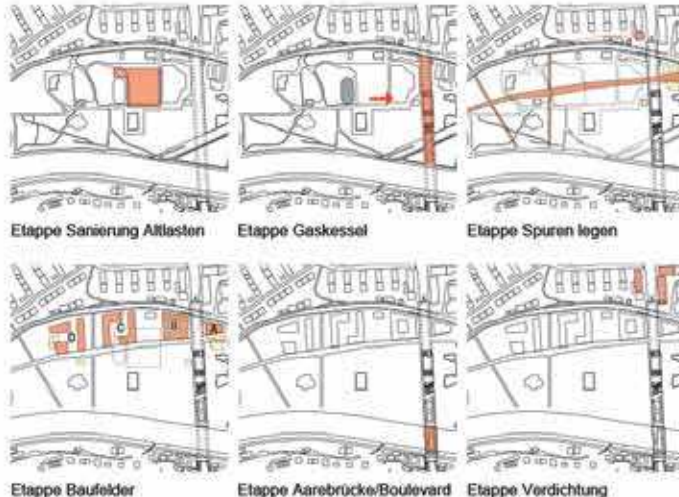 Etappe Sanierung Altlasten
Etappe Gaskessel
Etappe Spuren legen
D
C
B
A
Etappe Baufelder
Etappe Aarebrücke/Boulevard
Etappe Verdichtung